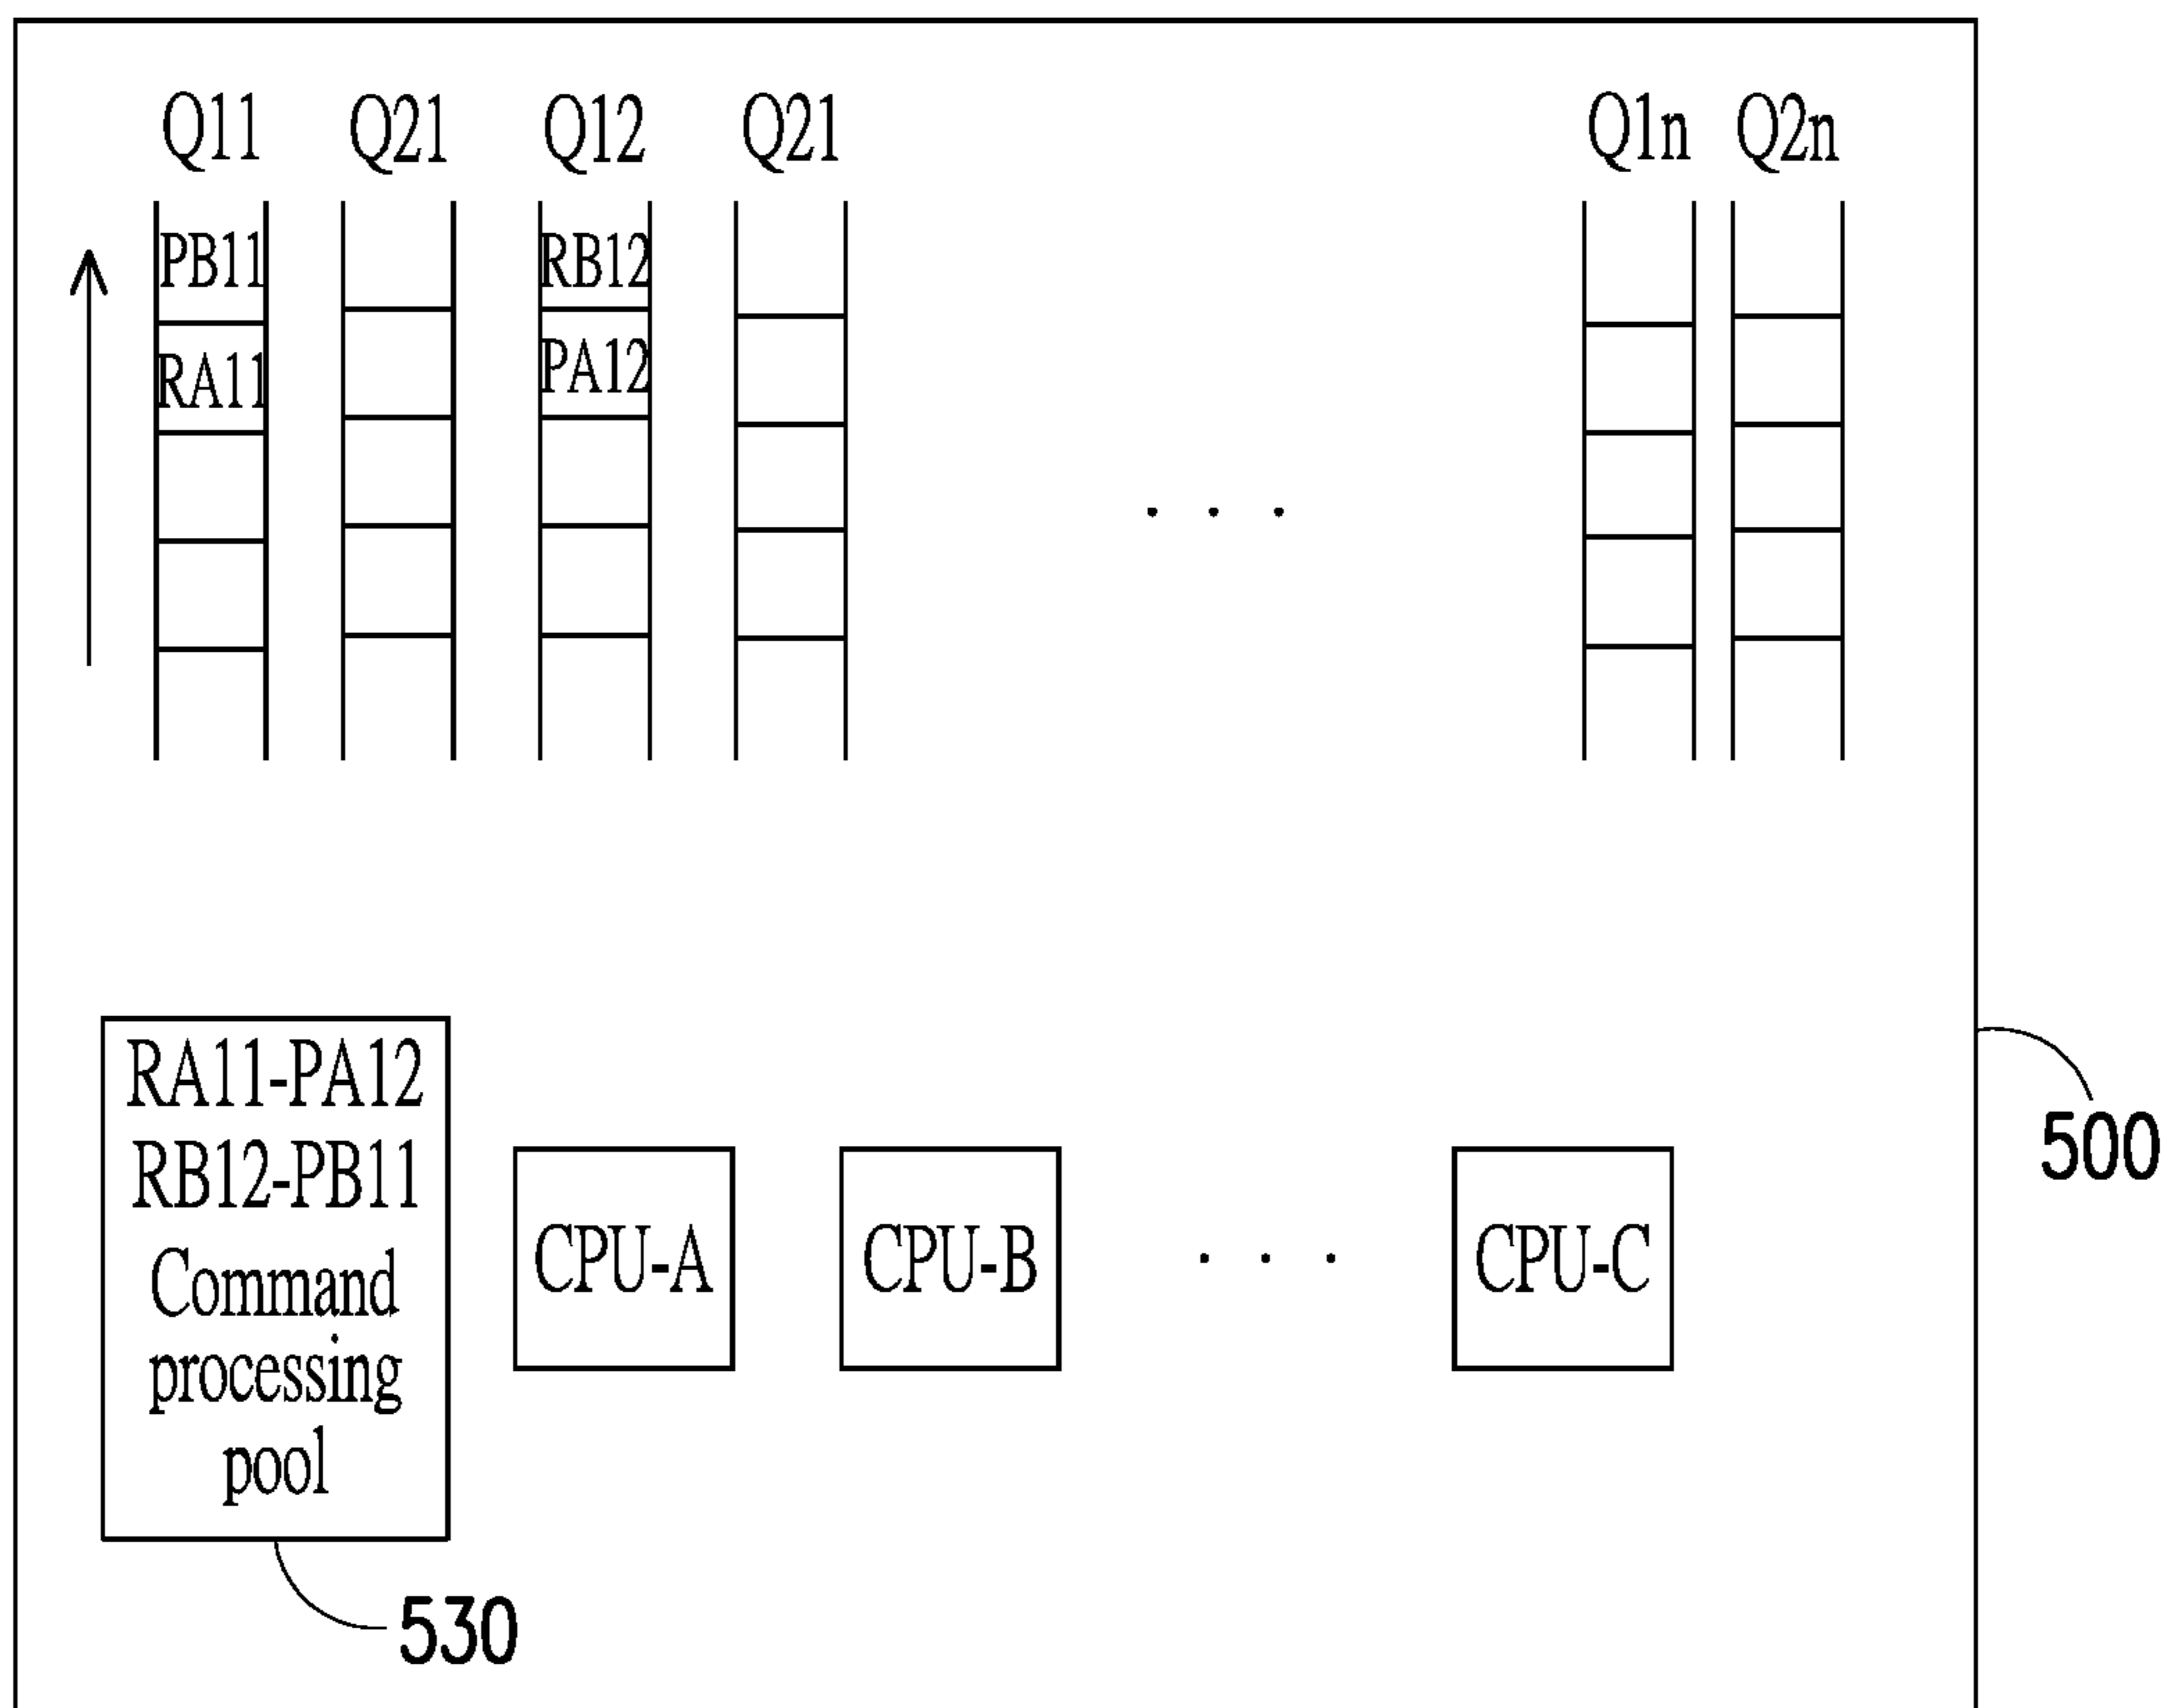 Q11 Q21 Q12 Q21 Q1n Q2n
PB11 RB12
RA11 PA12
. . .
RA11-PA12
RB12-PB11
Command
processing
pool
CPU-A CPU-B . . . CPU-C
500
530